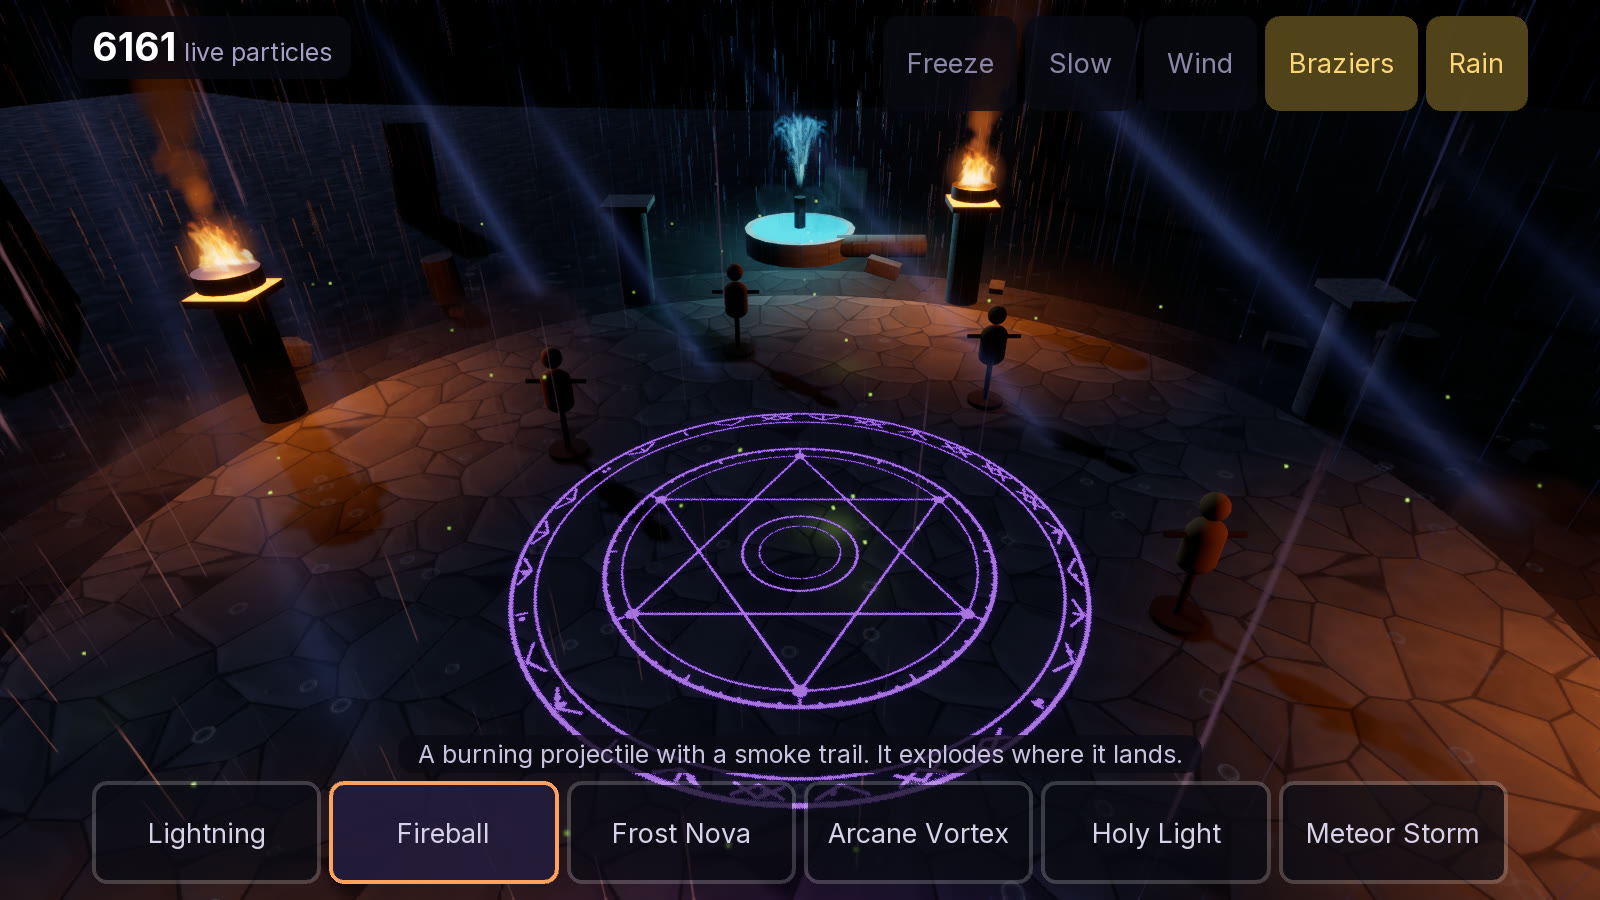 6161 live particles
Freeze
Slow
Wind
Braziers
Rain
A burning projectile with a smoke trail. It explodes where it lands.
Lightning
Fireball
Frost Nova
Arcane Vortex
Holy Light
Meteor Storm